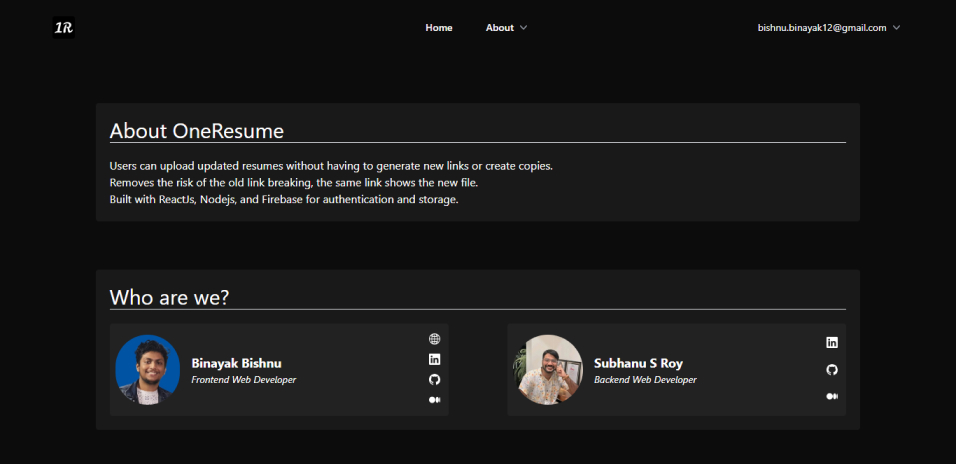 1R
Home
About
bishnu.binayak12@gmail.com
About OneResume
Users can upload updated resumes without having to generate new links or create copies.
Removes the risk of the old link breaking, the same link shows the new file.
Built with ReactJs, Nodejs, and Firebase for authentication and storage.
Who are we?
Binayak Bishnu
Frontend Web Developer
Subhanu S Roy
Backend Web Developer